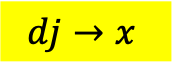 dj → x